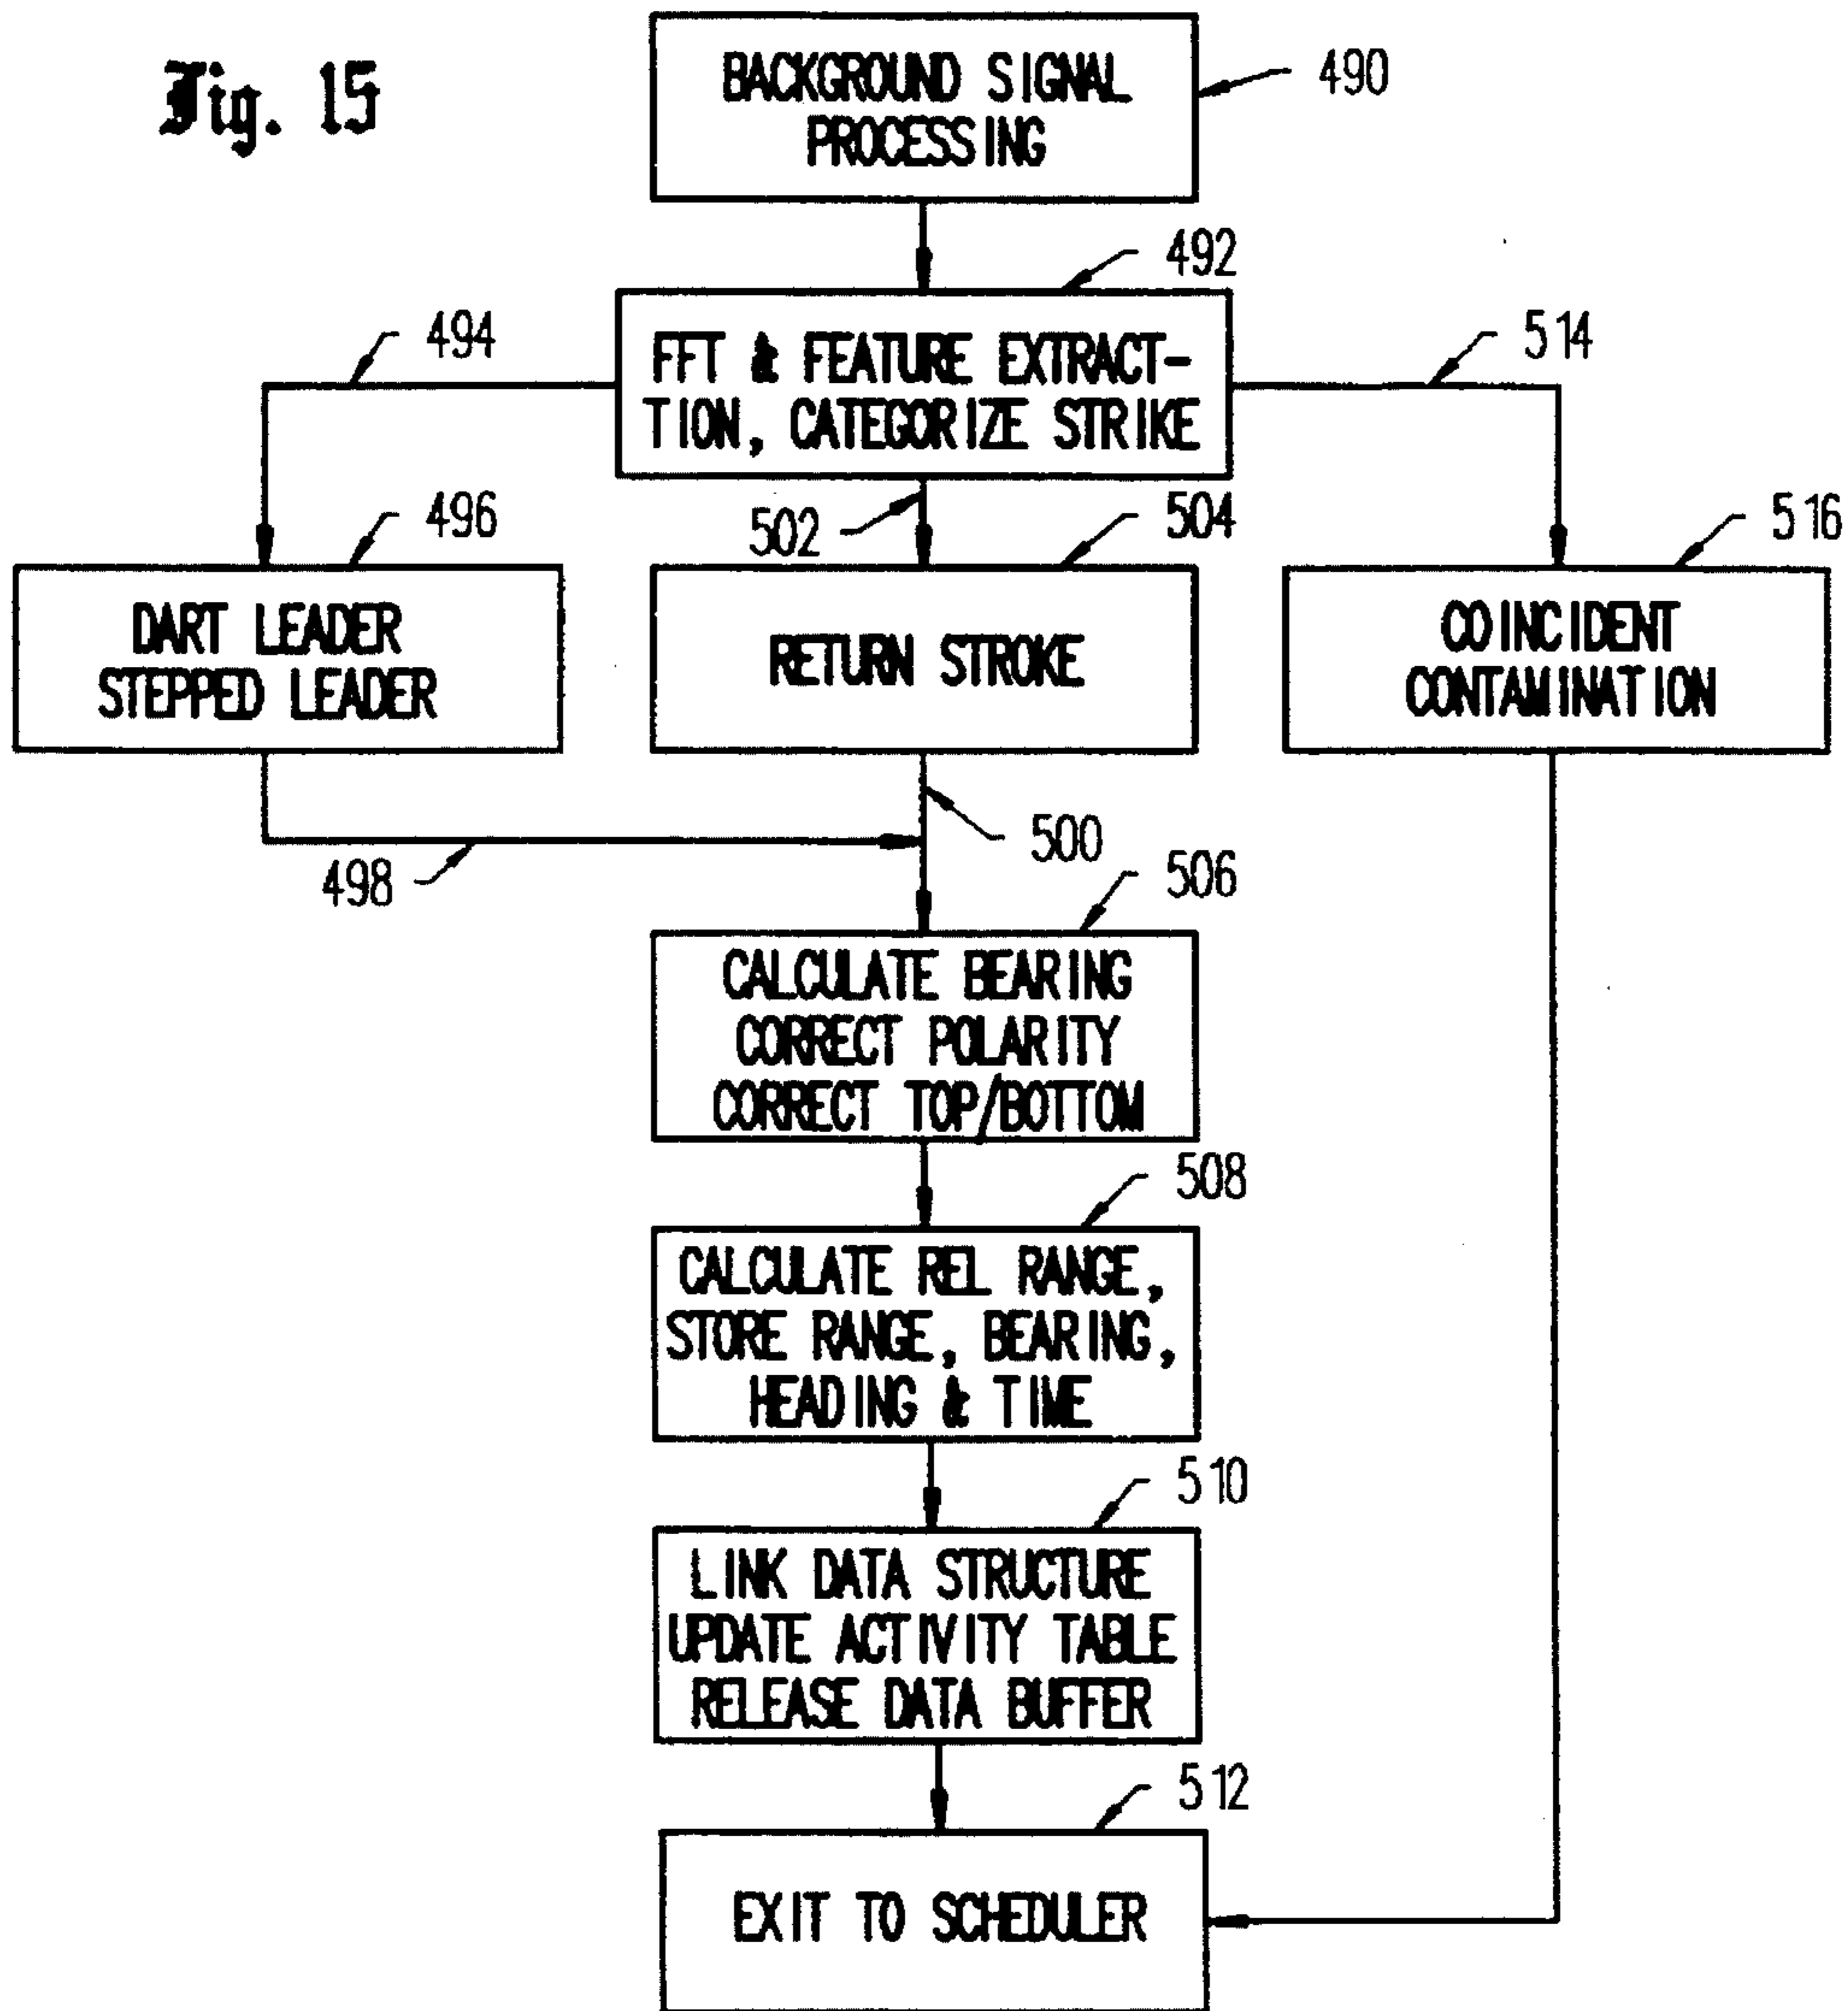 Fig. 15
BACKGROUND SIGNAL
PROCESSING
490
492
FFT & FEATURE EXTRACT-
TION, CATEGORIZE STRIKE
494
514
496
502
504
516
DART LEADER
STEPPED LEADER
RETURN STROKE
COINCIDENT
CONTAMINATION
498
500
506
CALCULATE BEARING
CORRECT POLARITY
CORRECT TOP/BOTTOM
508
CALCULATE REL RANGE,
STORE RANGE, BEARING,
HEADING & TIME
510
LINK DATA STRUCTURE
UPDATE ACTIVITY TABLE
RELEASE DATA BUFFER
512
EXIT TO SCHEDULER